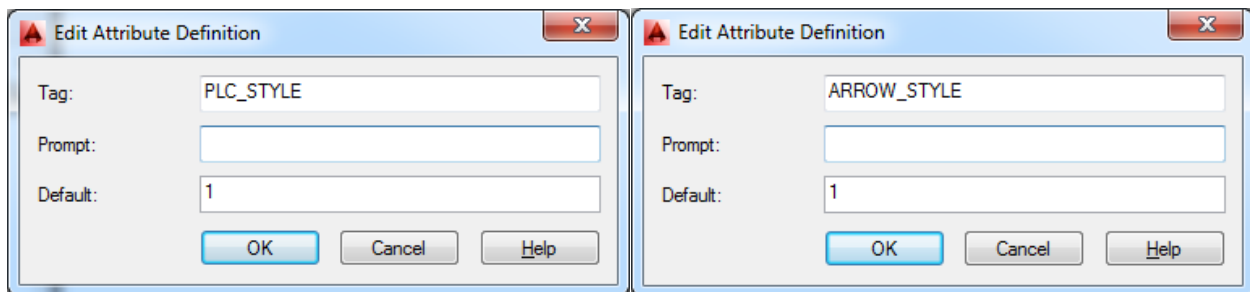 Edit Attribute Definition
Tag: PLC_STYLE
Prompt:
Default: 1
OK Cancel Help
Edit Attribute Definition
Tag: ARROW_STYLE
Prompt:
Default: 1
OK Cancel Help